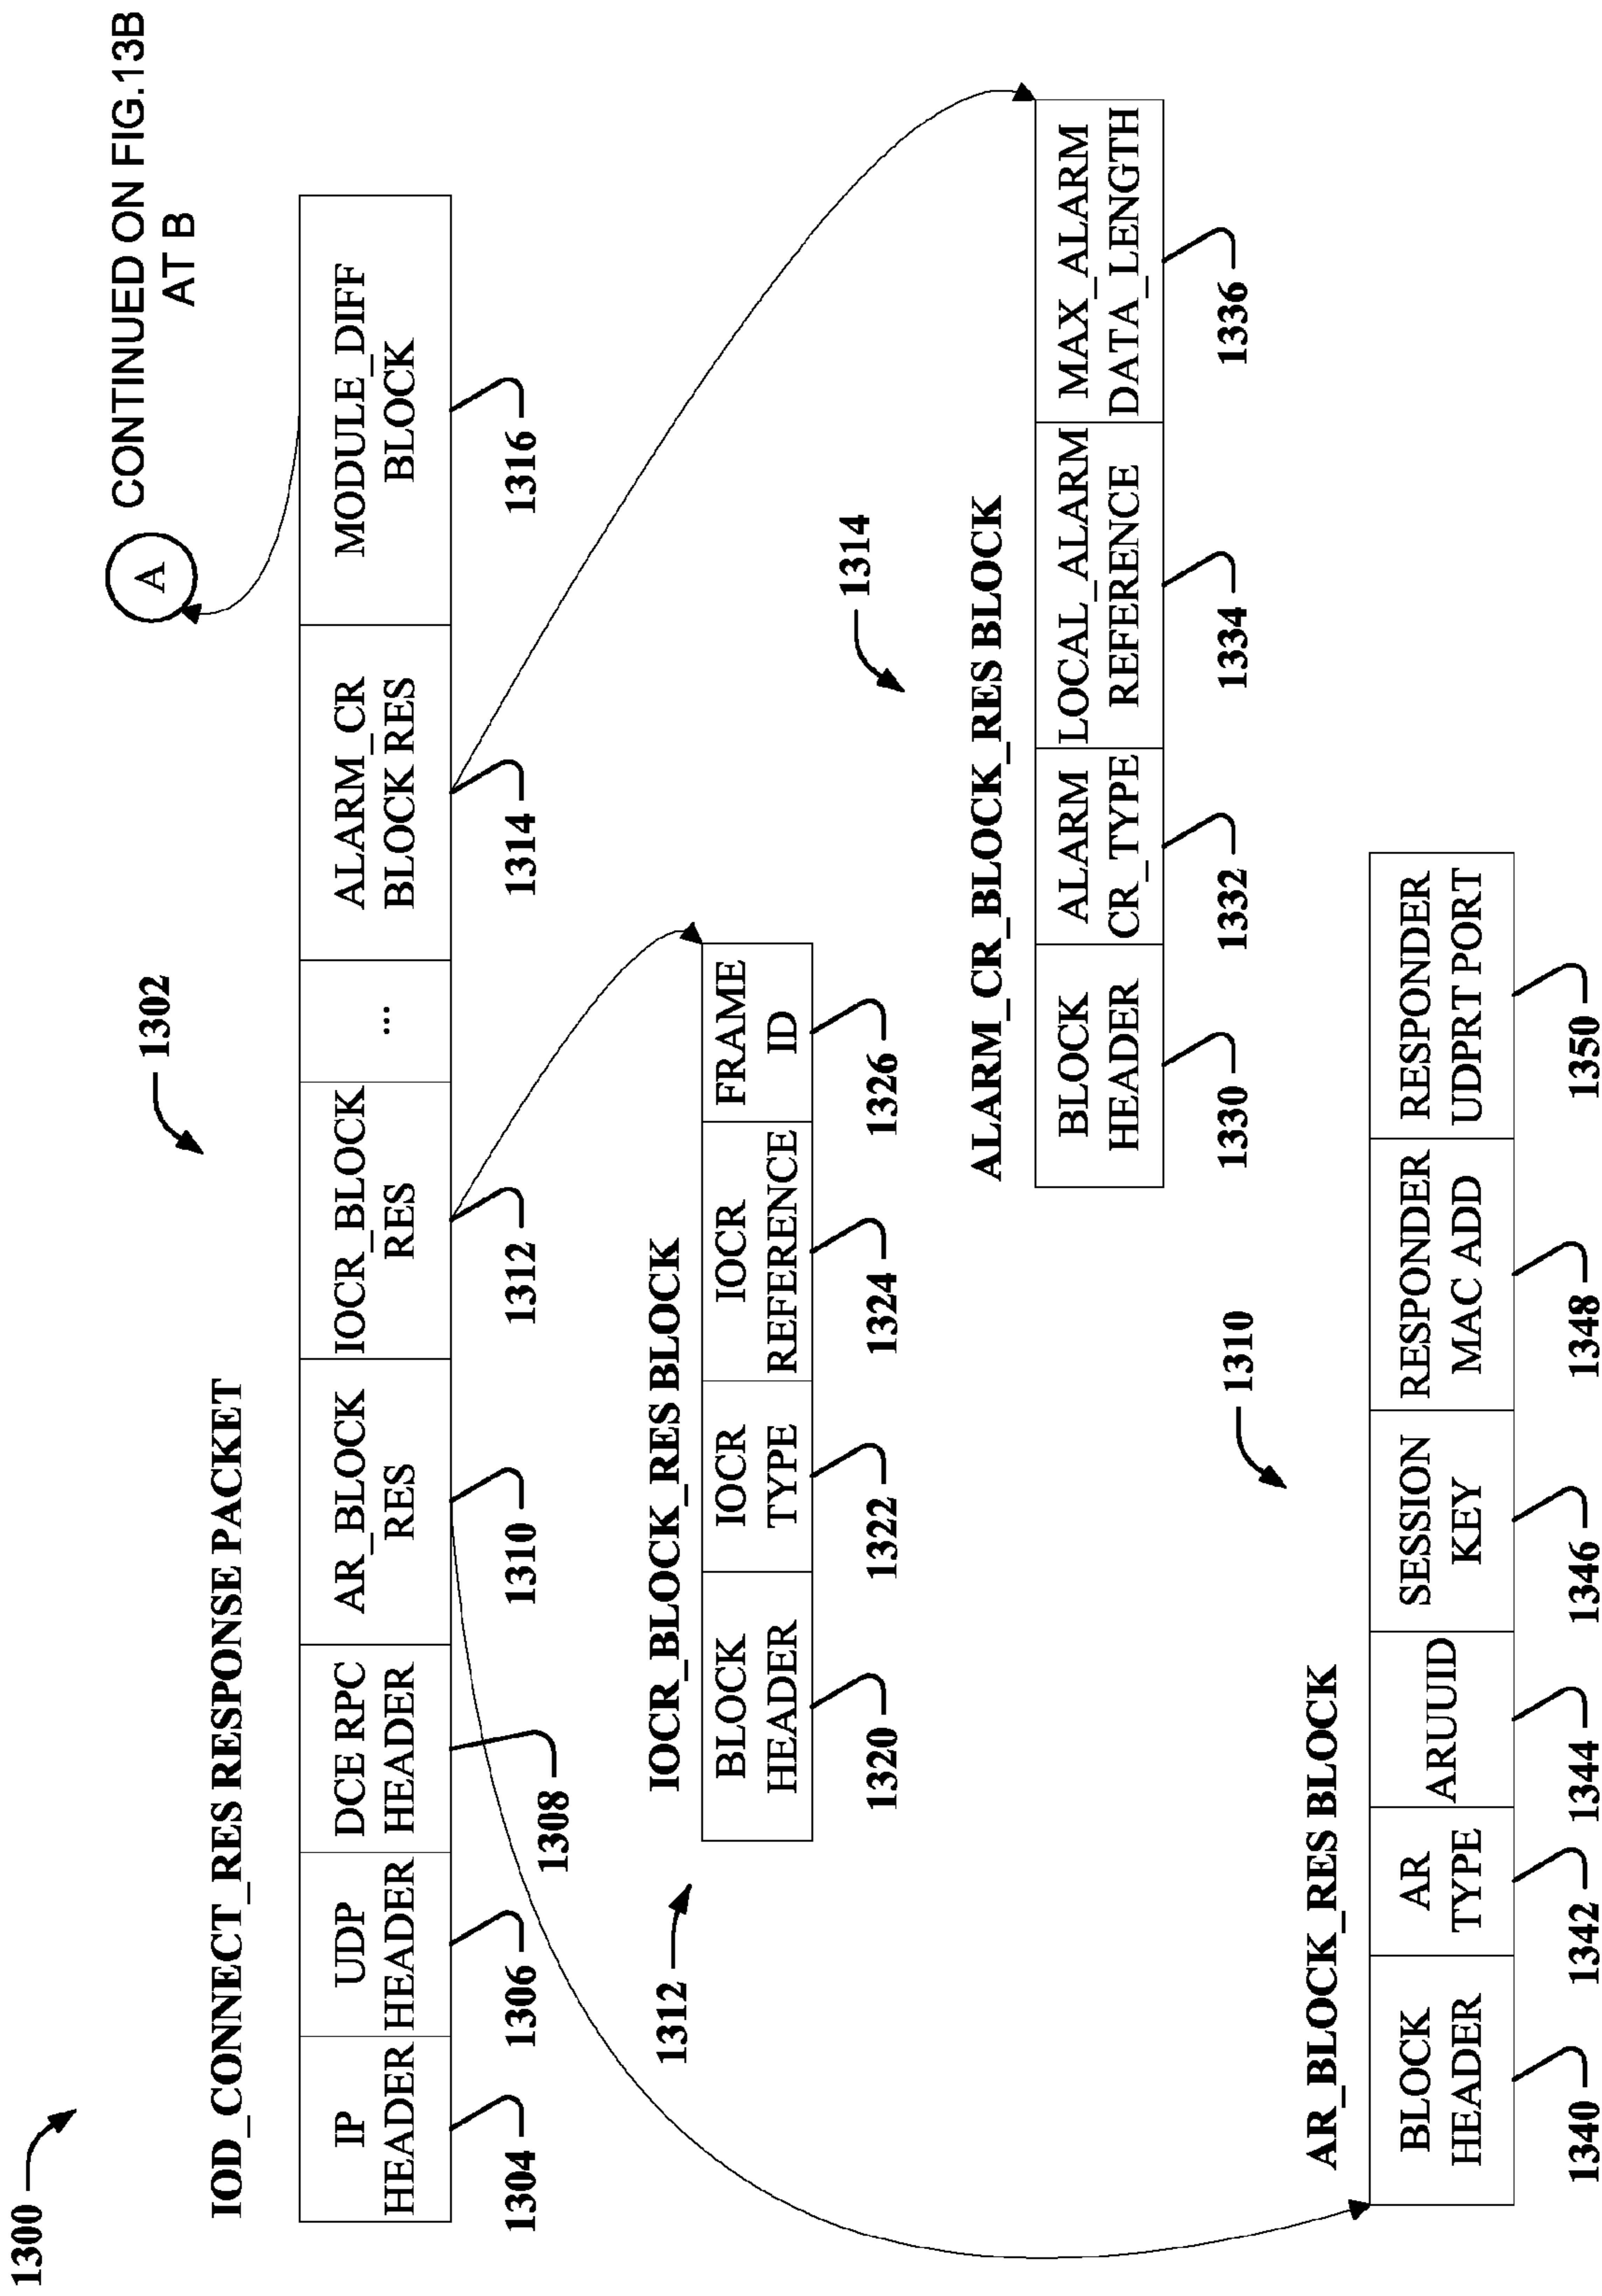 1300
CONTINUED ON FIG.13B
AT B
A
1302
IOD_CONNECT_RES RESPONSE PACKET
IP
HEADER
UDP
HEADER
DCE RPC
HEADER
AR_BLOCK
RES
IOCR_BLOCK
RES
...
ALARM_CR
BLOCK RES
MODULE_DIFF
BLOCK
1304
1306
1308
1310
1312
1314
1316
1312
IOCR_BLOCK_RES BLOCK
BLOCK
HEADER
IOCR
TYPE
IOCR
REFERENCE
FRAME
ID
1320
1322
1324
1326
1314
ALARM_CR_BLOCK_RES BLOCK
BLOCK
HEADER
ALARM
CR_TYPE
LOCAL_ALARM
REFERENCE
MAX_ALARM
DATA_LENGTH
1330
1332
1334
1336
1310
AR_BLOCK_RES BLOCK
BLOCK
HEADER
AR
TYPE
ARUUID
SESSION
KEY
RESPONDER
MAC ADD
RESPONDER
UDPRT PORT
1340
1342
1344
1346
1348
1350